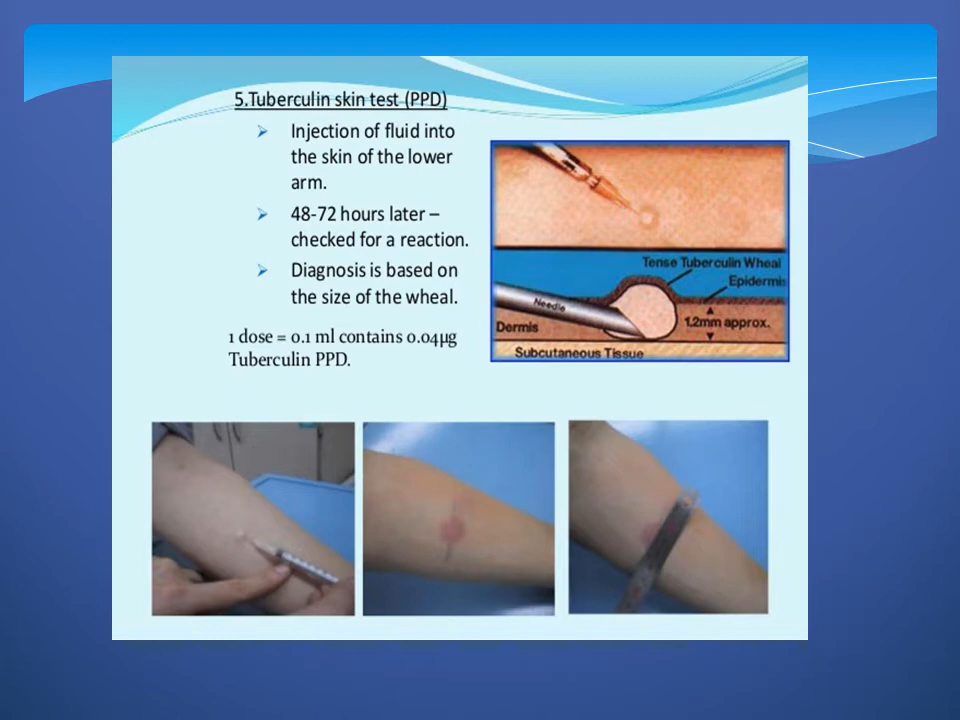 5.Tuberculin skin test (PPD)
➢ Injection of fluid into
the skin of the lower
arm.
➢ 48-72 hours later –
checked for a reaction.
➢ Diagnosis is based on
the size of the wheal.
1 dose = 0.1 ml contains 0.04µg
Tuberculin PPD.
Tense Tuberculin Wheal
Epidermis
Needle
1.2mm approx.
Dermis
Subcutaneous Tissue